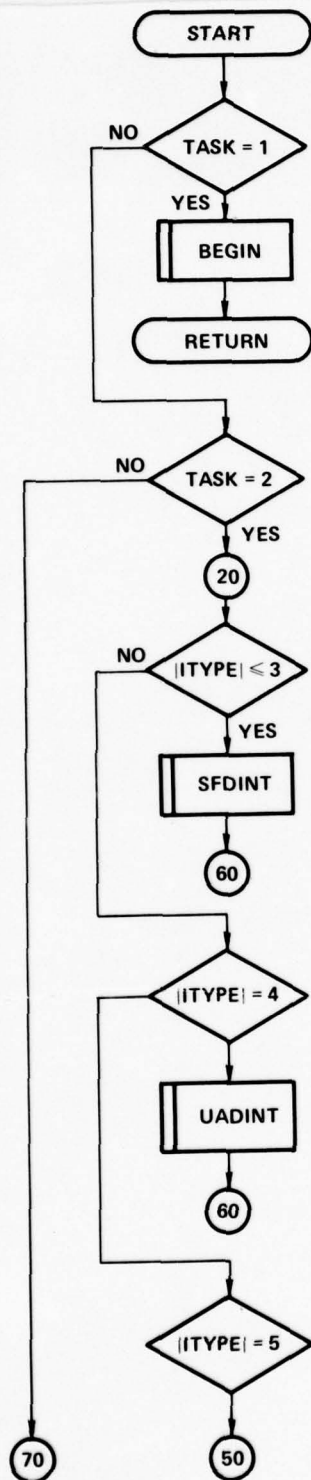 START
NO
TASK = 1
YES
BEGIN
RETURN
NO
TASK = 2
YES
20
NO
|ITYPE| ≤ 3
YES
SFDINT
60
|ITYPE| = 4
UADINT
60
|ITYPE| = 5
70
50